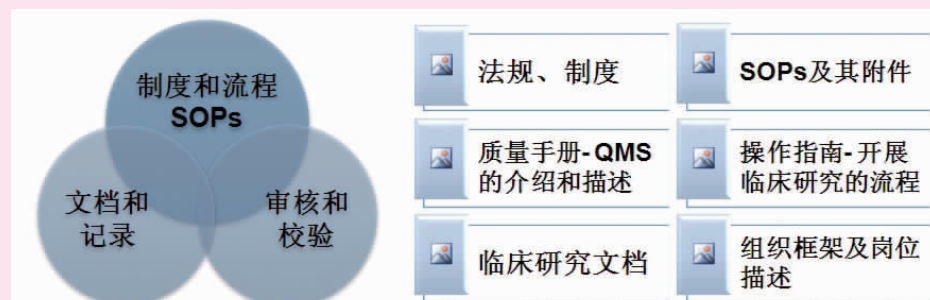 制度和流程
SOPs
文档和
记录
审核和
校验
法规、制度
SOPs及其附件
质量手册-QMS
的介绍和描述
操作指南-开展
临床研究的流程
临床研究文档
组织框架及岗位
描述